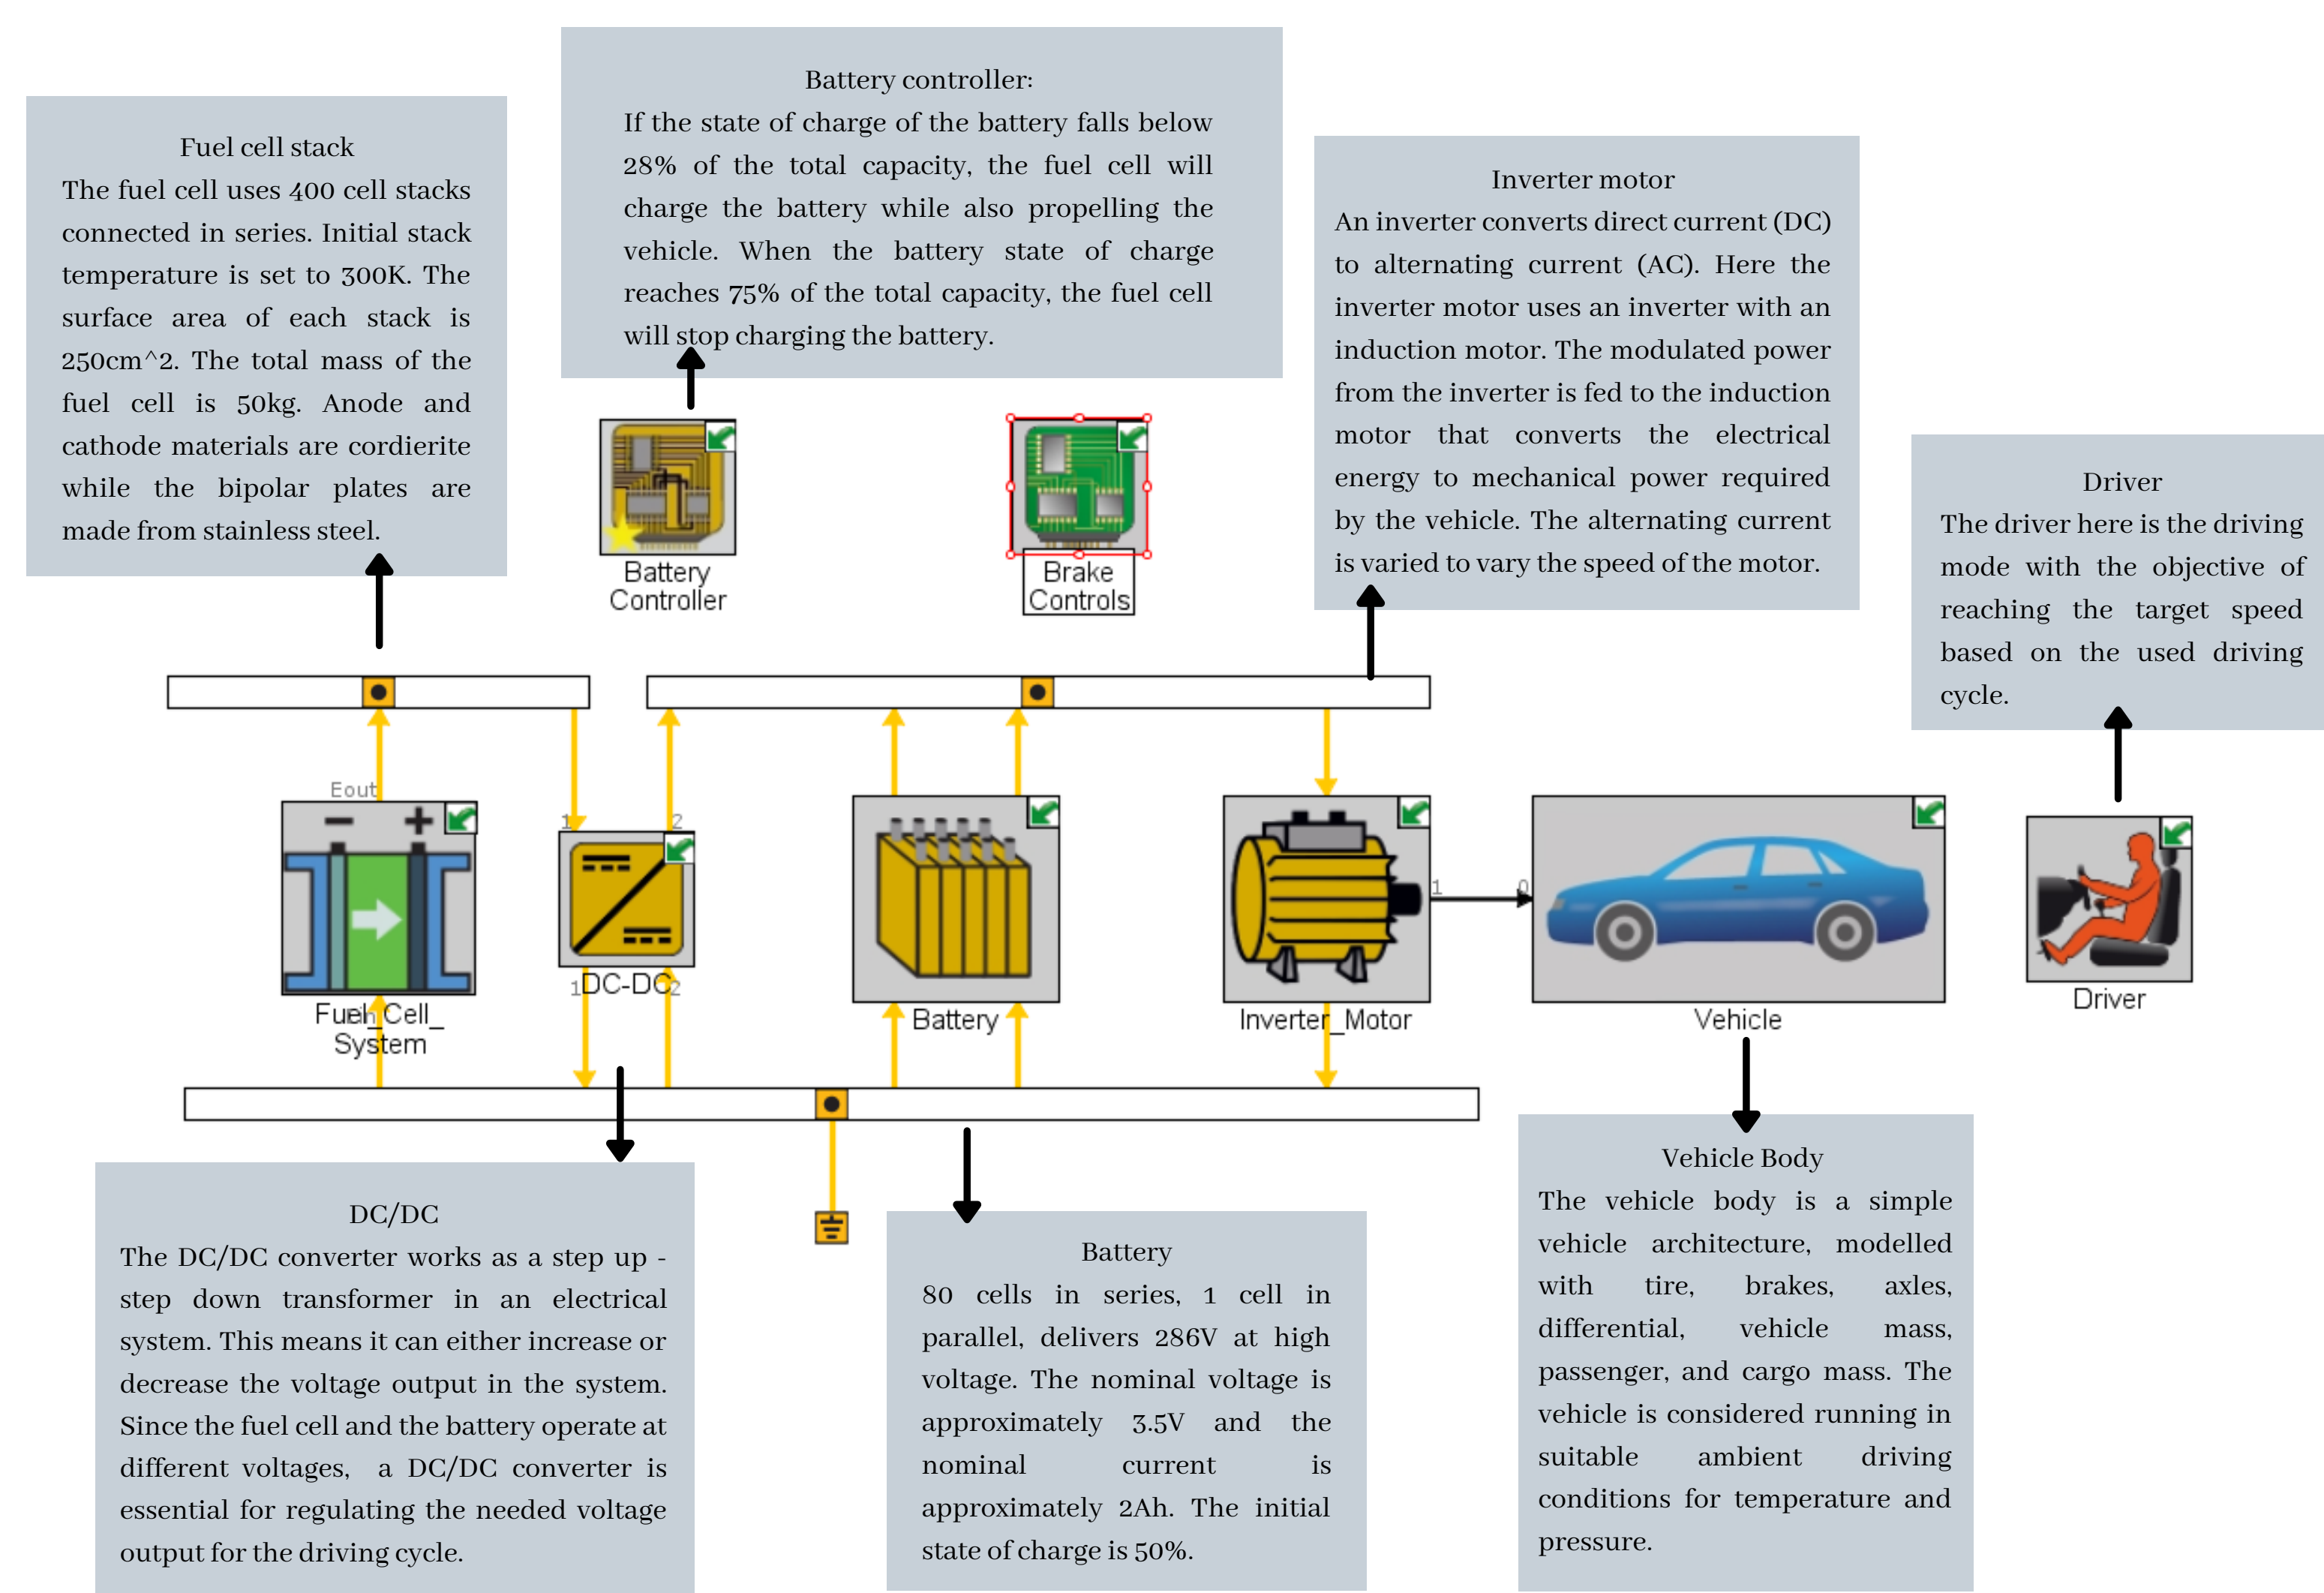 Battery controller:
If the state of charge of the battery falls below
28% of the total capacity, the fuel cell will
charge the battery while also propelling the
vehicle. When the battery state of charge
reaches 75% of the total capacity, the fuel cell
will stop charging the battery.
Fuel cell stack
The fuel cell uses 400 cell stacks
connected in series. Initial stack
temperature is set to 300K. The
surface area of each stack is
250cm^2. The total mass of the
fuel cell is 50kg. Anode and
cathode materials are cordierite
while the bipolar plates are
made from stainless steel.
Inverter motor
An inverter converts direct current (DC)
to alternating current (AC). Here the
inverter motor uses an inverter with an
induction motor. The modulated power
from the inverter is fed to the induction
motor that converts the electrical
energy to mechanical power required
by the vehicle. The alternating current
is varied to vary the speed of the motor.
Driver
The driver here is the driving
mode with the objective of
reaching the target speed
based on the used driving
cycle.
Battery
Controller
Brake
Controls
Eout
1
2
1
0
1
DC-DC
2
Fuel_Cell_
System
Battery
Inverter_Motor
Vehicle
Driver
DC/DC
The DC/DC converter works as a step up -
step down transformer in an electrical
system. This means it can either increase or
decrease the voltage output in the system.
Since the fuel cell and the battery operate at
different voltages, a DC/DC converter is
essential for regulating the needed voltage
output for the driving cycle.
Battery
80 cells in series, 1 cell in
parallel, delivers 286V at high
voltage. The nominal voltage is
approximately 3.5V and the
nominal current is
approximately 2Ah. The initial
state of charge is 50%.
Vehicle Body
The vehicle body is a simple
vehicle architecture, modelled
with tire, brakes, axles,
differential, vehicle mass,
passenger, and cargo mass. The
vehicle is considered running in
suitable ambient driving
conditions for temperature and
pressure.